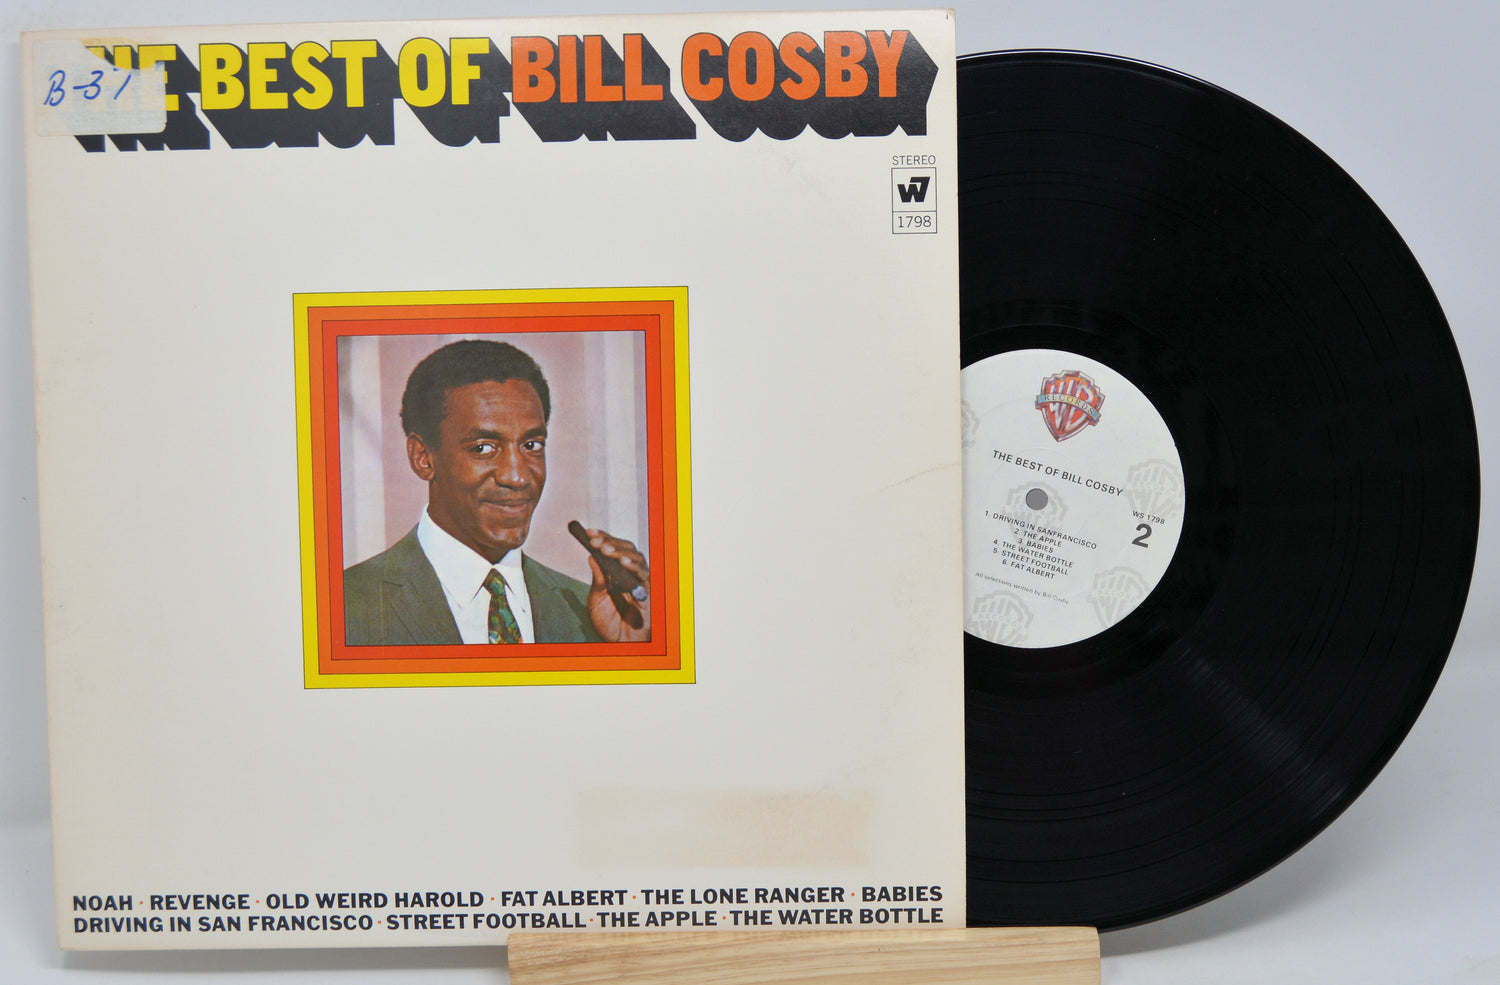 THE BEST OF BILL COSBY
B-37
STEREO
W7
1798
NOAH · REVENGE · OLD WEIRD HAROLD · FAT ALBERT · THE LONE RANGER · BABIES
DRIVING IN SAN FRANCISCO · STREET FOOTBALL · THE APPLE · THE WATER BOTTLE
RECORDS
THE BEST OF BILL COSBY
WS 1798
2
1. DRIVING IN SANFRANCISCO
2. THE APPLE
3. BABIES
4. THE WATER BOTTLE
5. STREET FOOTBALL
6. FAT ALBERT
All selections written by Bill Cosby